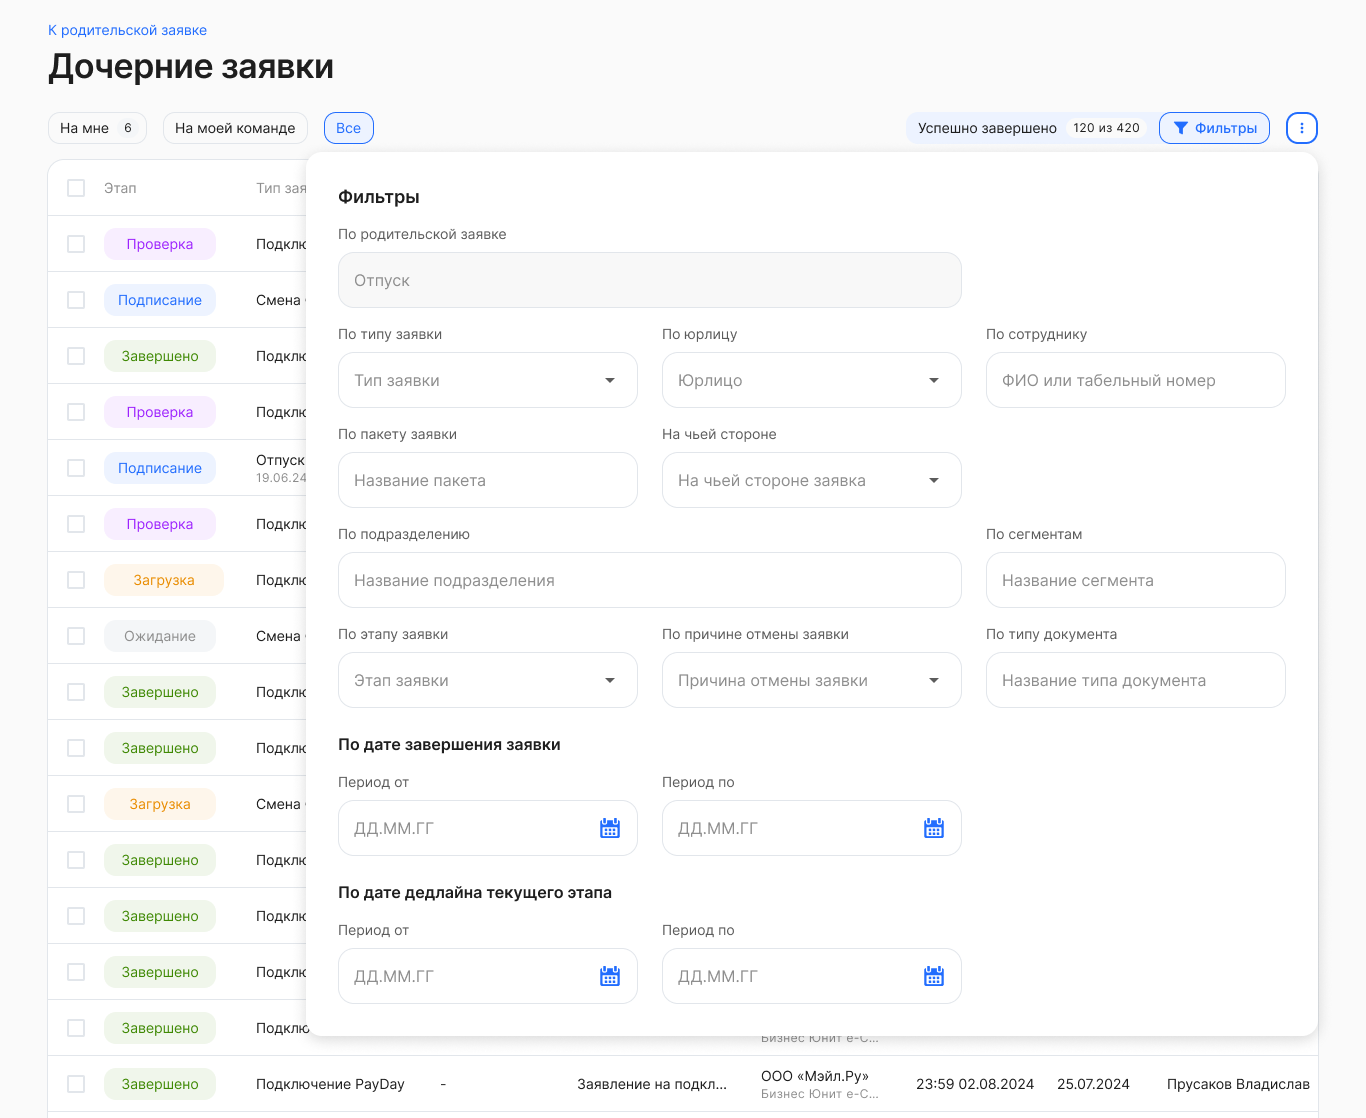 К родительской заявке
Дочерние заявки
На мне 6
На моей команде
Все
Успешно завершено 120 из 420
Фильтры
Этап
Тип зая
Проверка
Подклю
Подписание
Смена
Завершено
Подклю
Проверка
Подклю
Подписание
Отпуск
19.06.24
Проверка
Подклю
Загрузка
Подклю
Ожидание
Смена
Завершено
Подклю
Завершено
Подклю
Загрузка
Смена
Завершено
Подклю
Завершено
Подклю
Завершено
Подклю
Завершено
Подклю
Фильтры
По родительской заявке
Отпуск
По типу заявки
Тип заявки
По юрлицу
Юрлицо
По сотруднику
ФИО или табельный номер
По пакету заявки
Название пакета
На чьей стороне
На чьей стороне заявка
По подразделению
Название подразделения
По сегментам
Название сегмента
По этапу заявки
Этап заявки
По причине отмены заявки
Причина отмены заявки
По типу документа
Название типа документа
По дате завершения заявки
Период от
ДД.ММ.ГГ
Период по
ДД.ММ.ГГ
По дате дедлайна текущего этапа
Период от
ДД.ММ.ГГ
Период по
ДД.ММ.ГГ
Бизнес Юнит e-C...
Завершено
Подключение PayDay
-
Заявление на подкл...
ООО «Мэйл.Ру»
Бизнес Юнит e-C...
23:59 02.08.2024
25.07.2024
Прусаков Владислав